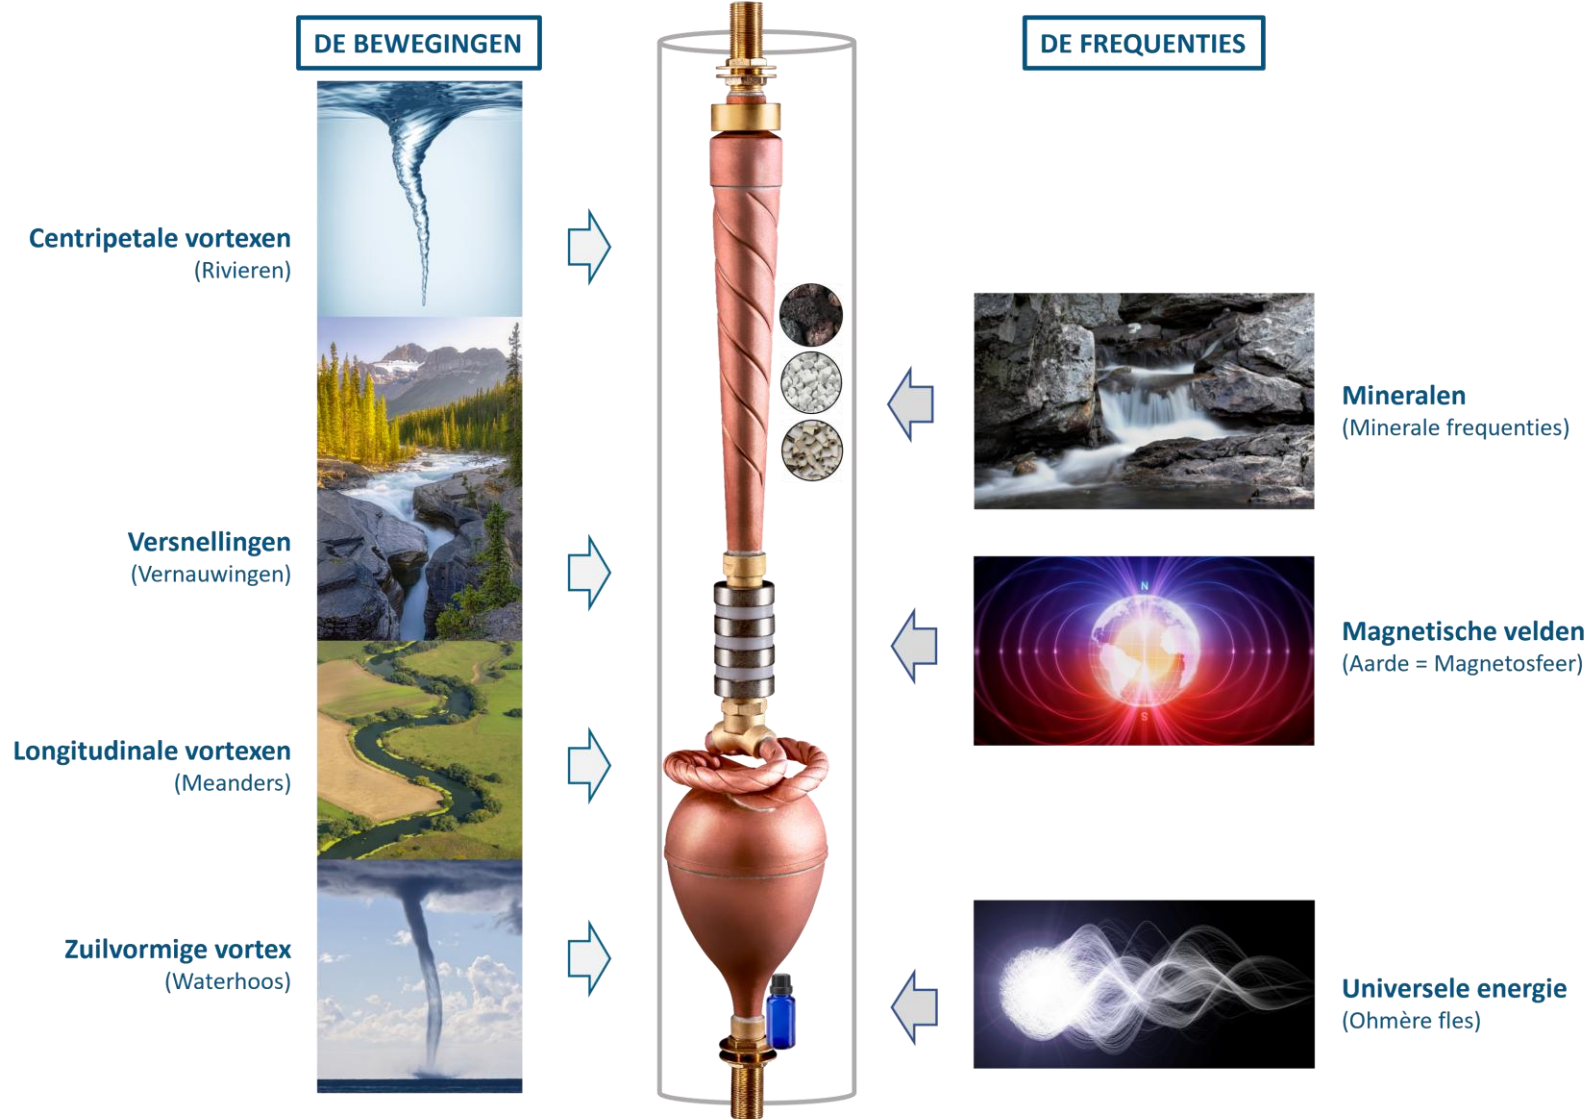 DE BEWEGINGEN
DE FREQUENTIES
Centripetale vortexen
(Rivieren)
Versnellingen
(Vernauwingen)
Longitudinale vortexen
(Meanders)
Zuilvormige vortex
(Waterhoos)
Mineralen
(Minerale frequenties)
N
S
Magnetische velden
(Aarde = Magnetosfeer)
Universele energie
(Ohmère fles)